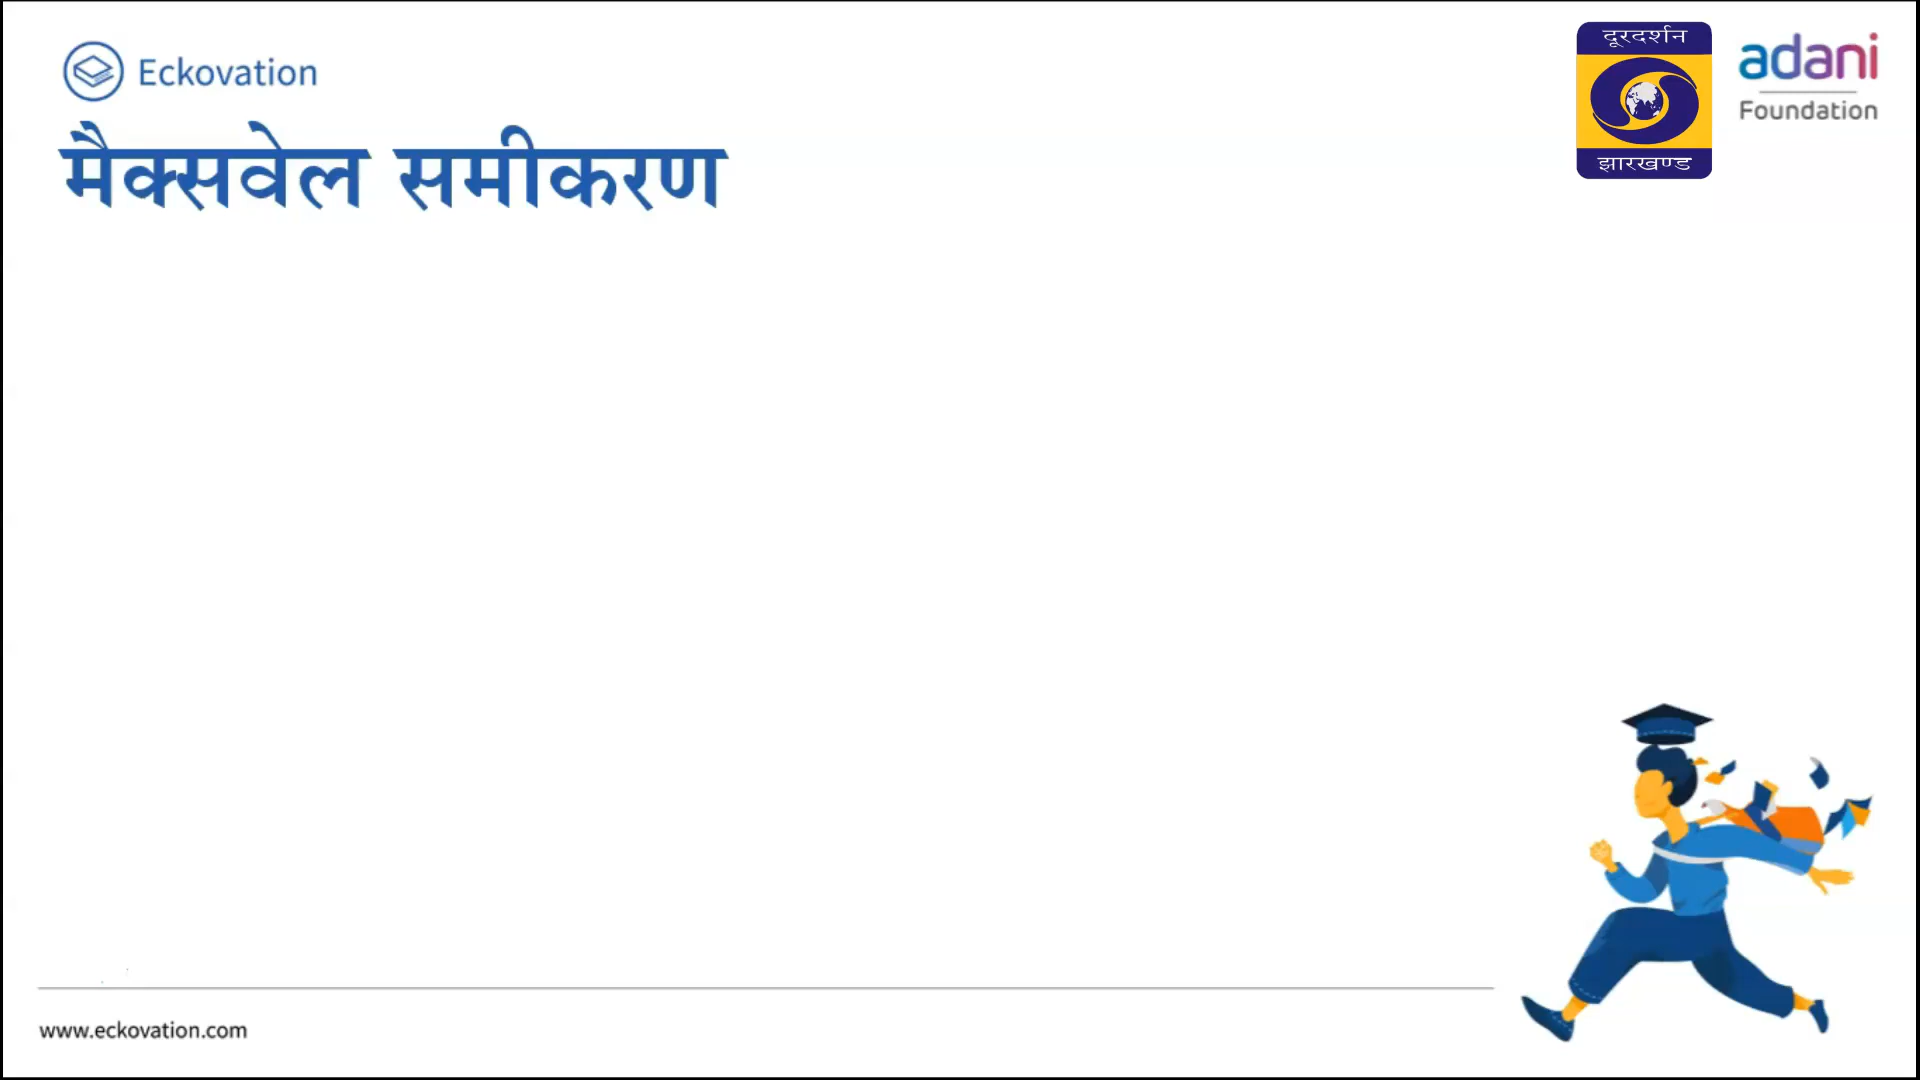 Eckovation
दूरदर्शन
झारखण्ड
adani
Foundation
मैक्सवेल समीकरण
www.eckovation.com